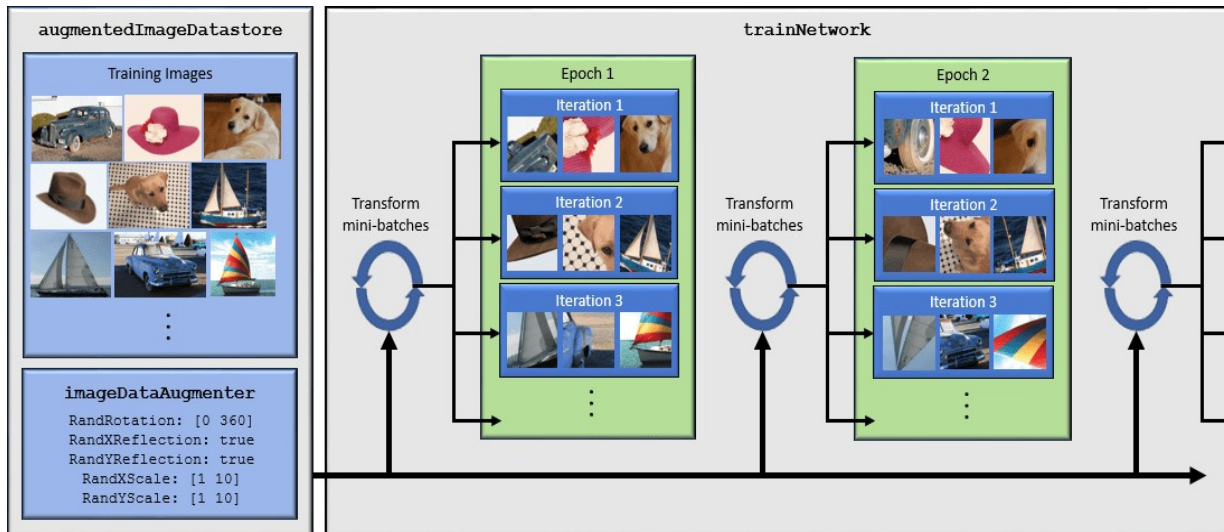 augmentedImageDatastore
Training Images
imageDataAugmenter
RandRotation: [0 360]
RandXReflection: true
RandYReflection: true
RandXScale: [1 10]
RandYScale: [1 10]
trainNetwork
Transform
mini-batches
Epoch 1
Iteration 1
Iteration 2
Iteration 3
Transform
mini-batches
Epoch 2
Iteration 1
Iteration 2
Iteration 3
Transform
mini-batches